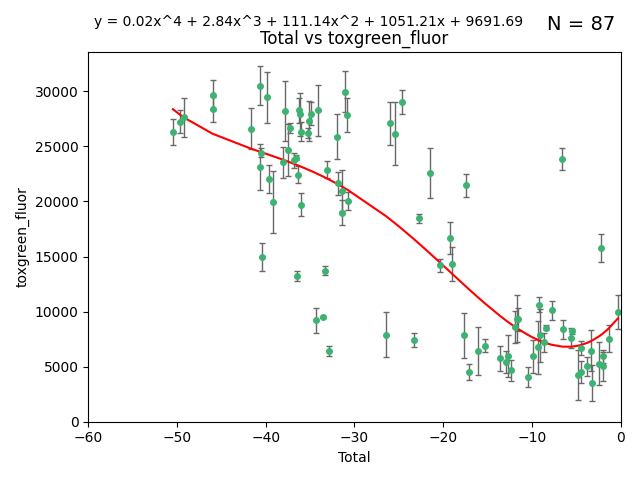 y = 0.02x^4 + 2.84x^3 + 111.14x^2 + 1051.21x + 9691.69
N = 87
Total vs toxgreen_fluor
toxgreen_fluor
30000
25000
20000
15000
10000
5000
0
−60
−50
−40
−30
−20
−10
0
Total